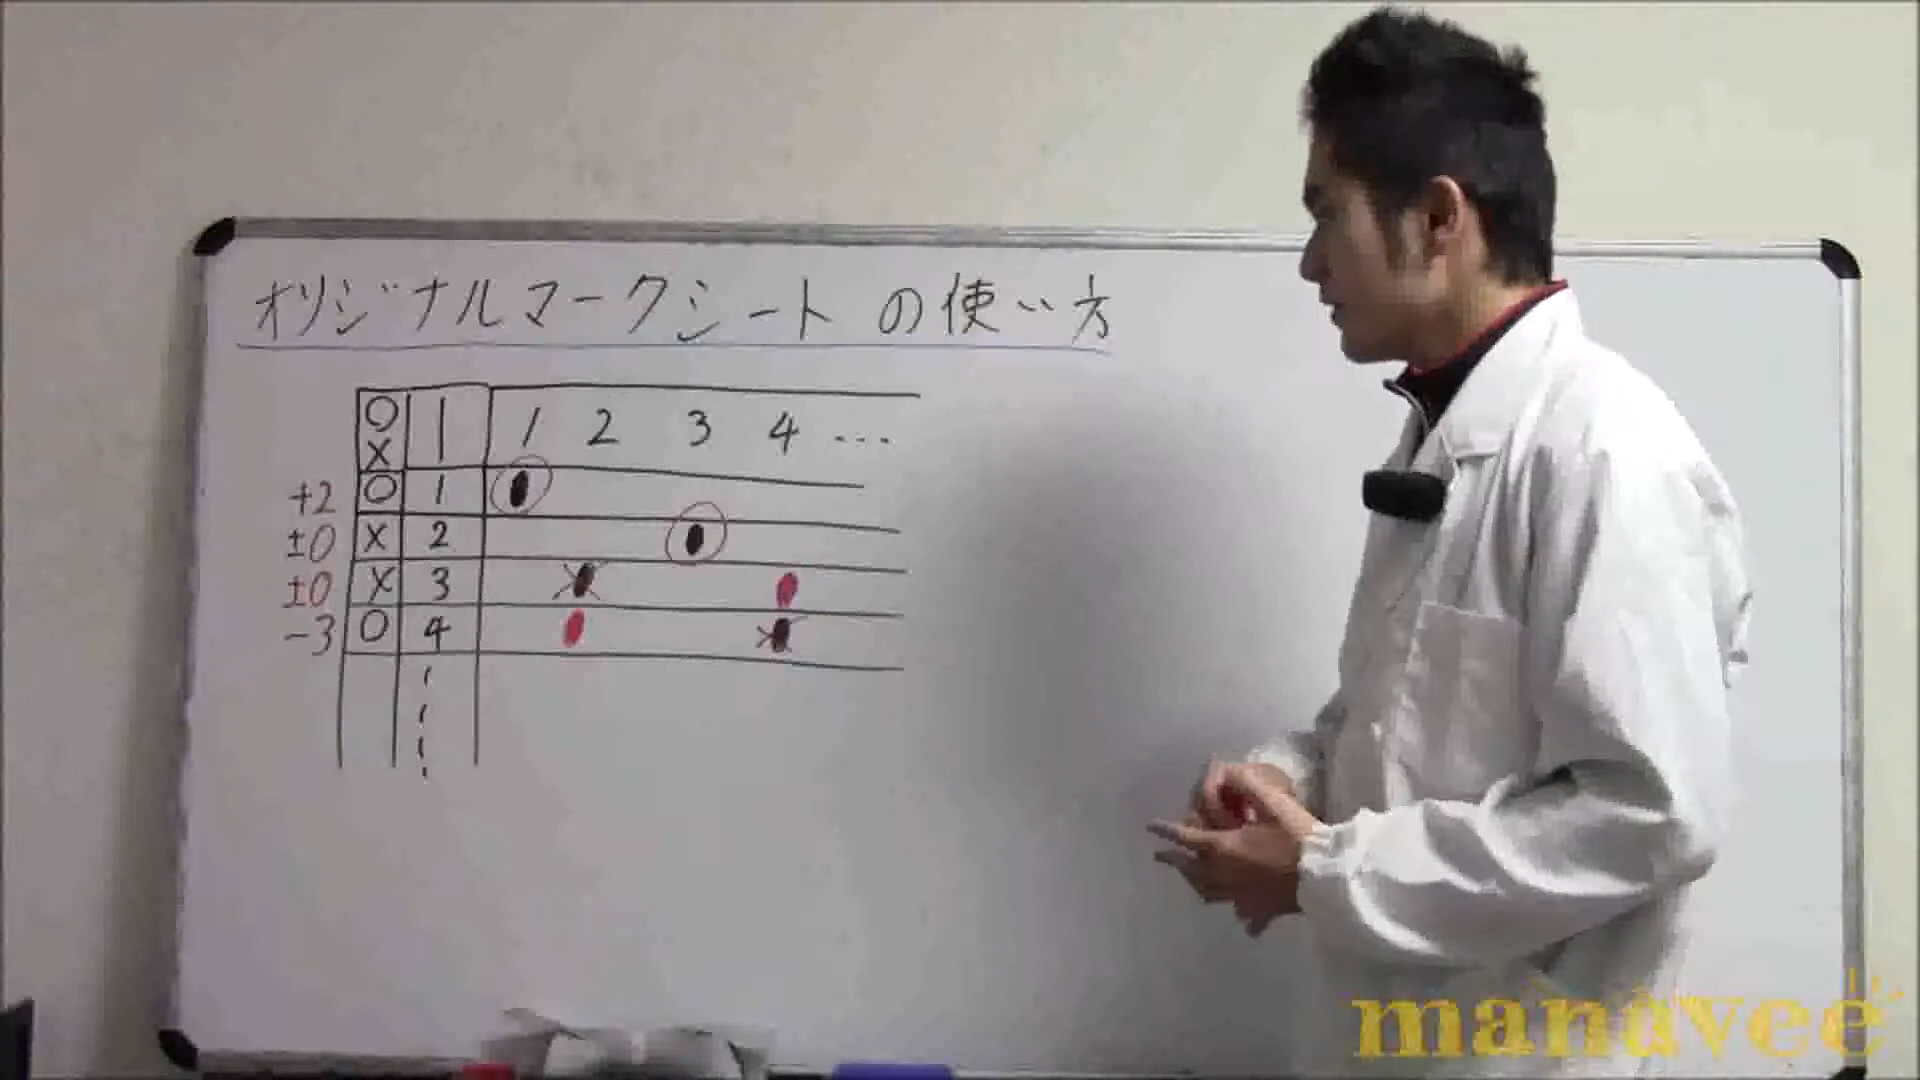 オリジナルマークシートの使い方
○ × | 1 2 3 4 ...
+2 ○ 1
±0 × 2
±0 × 3
−3 ○ 4
manavee